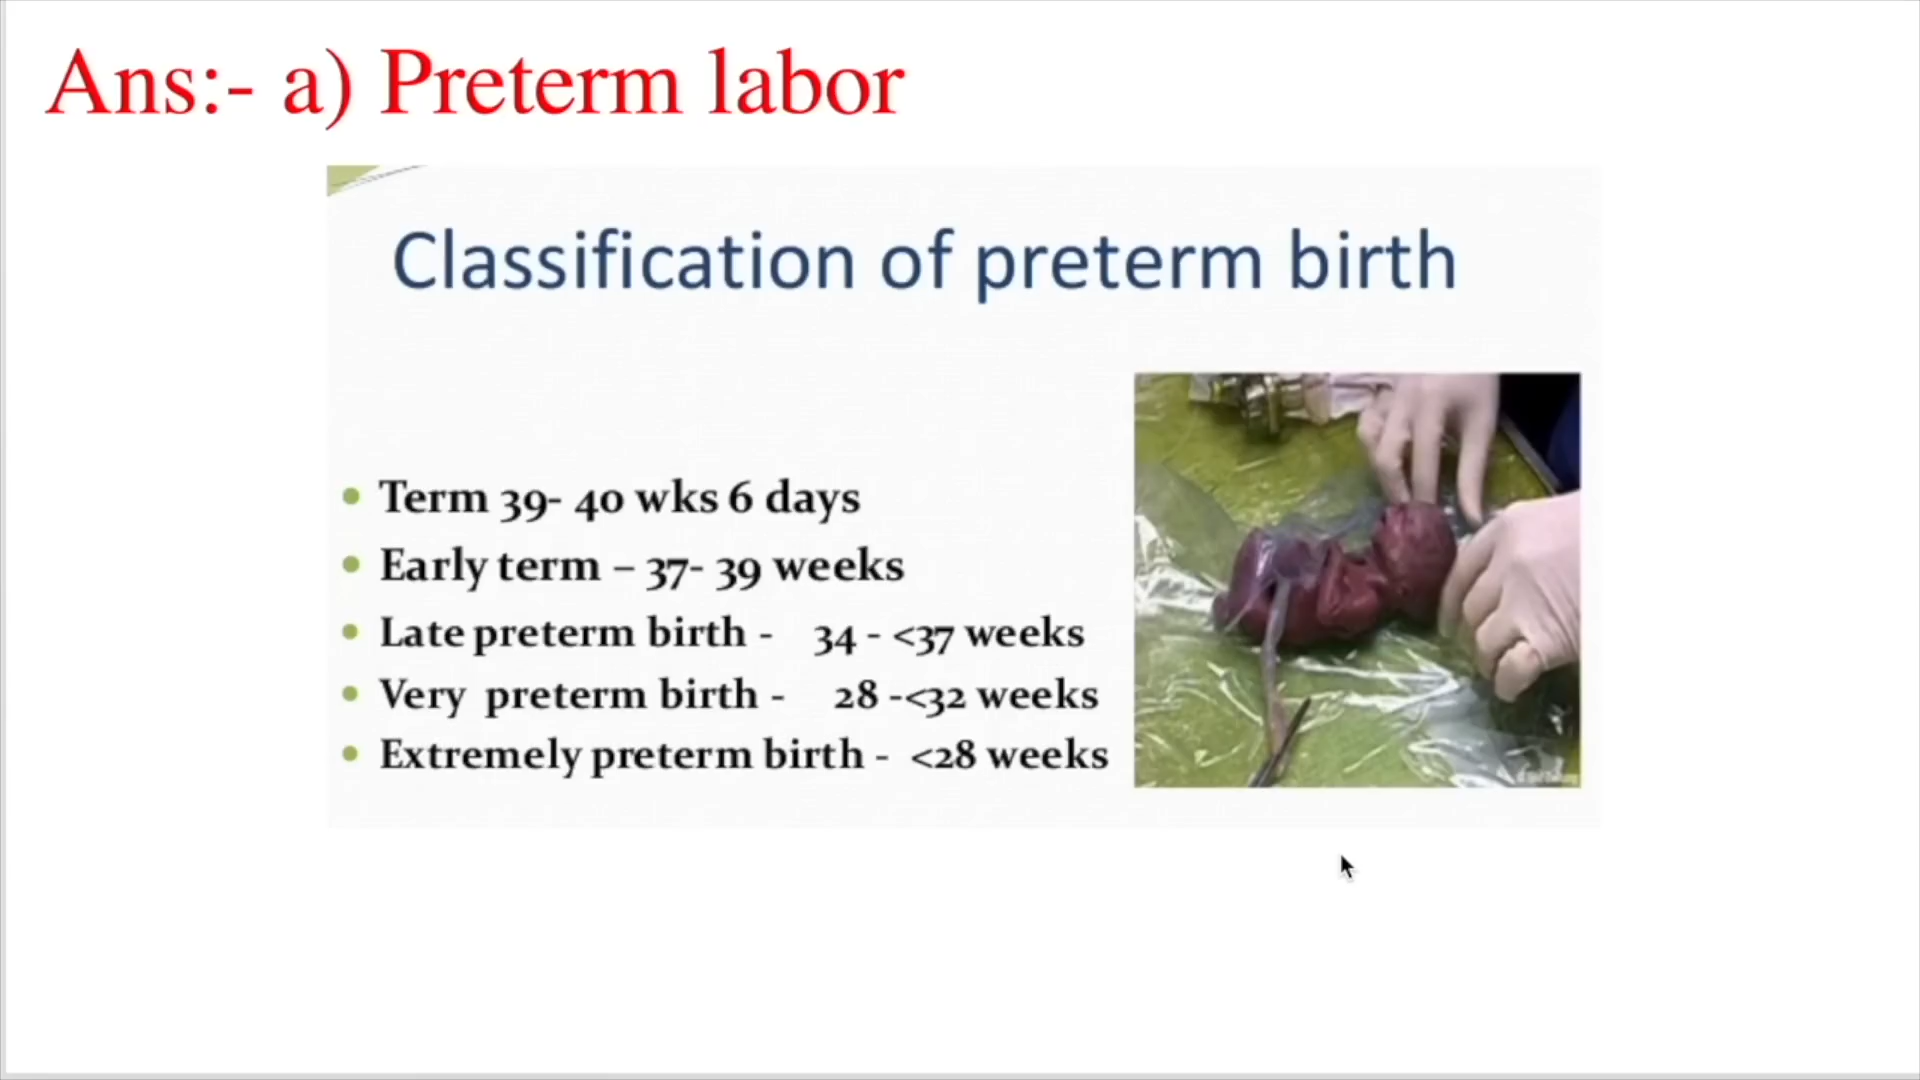 Ans:- a) Preterm labor
Classification of preterm birth
• Term 39- 40 wks 6 days
• Early term – 37- 39 weeks
• Late preterm birth - 34 - <37 weeks
• Very preterm birth - 28 -<32 weeks
• Extremely preterm birth - <28 weeks